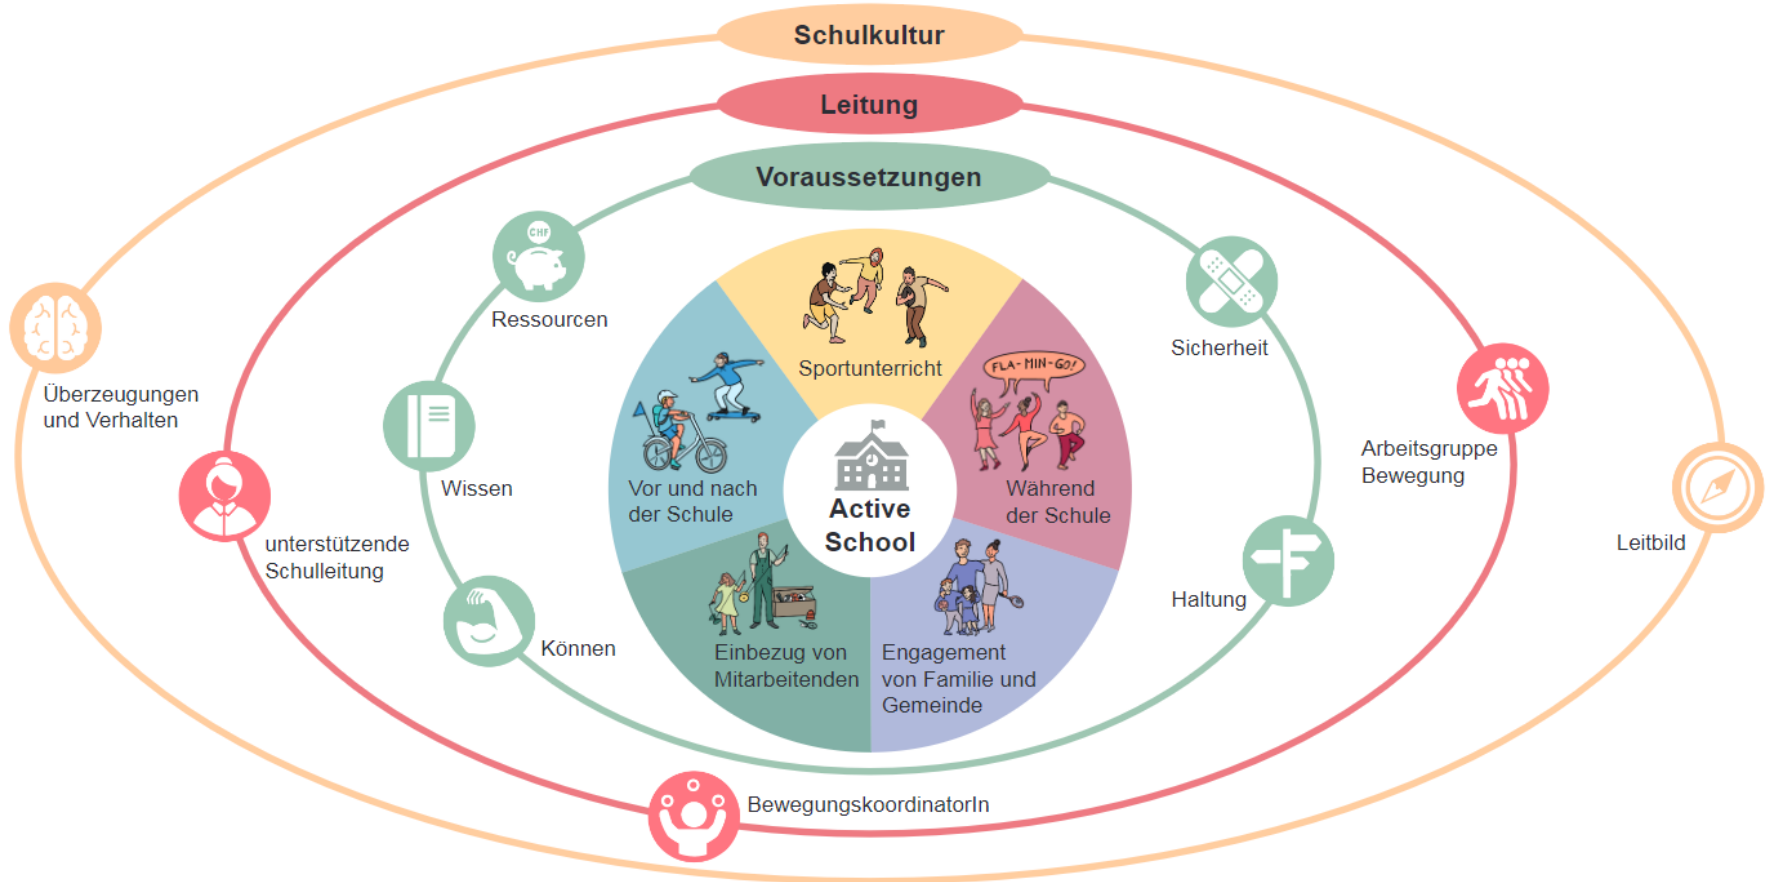 Schulkultur
Leitung
Voraussetzungen
CHF
Ressourcen
Sicherheit
Überzeugungen
und Verhalten
Wissen
unterstützende
Schulleitung
Können
Arbeitsgruppe
Bewegung
Leitbild
Haltung
BewegungskoordinatorIn
Sportunterricht
FLA-MIN-GO!
Vor und nach
der Schule
Während
der Schule
Active
School
Einbezug von
Mitarbeitenden
Engagement
von Familie und
Gemeinde